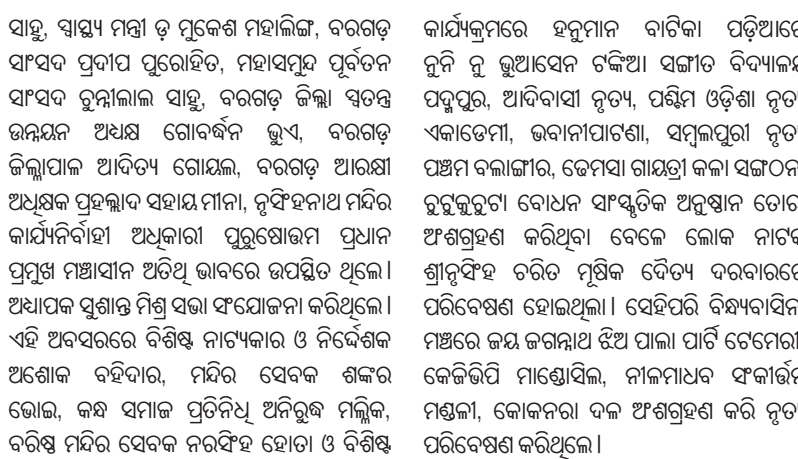 ସାହୁ, ସ୍ୱାସ୍ଥ୍ୟ ମନ୍ତ୍ରୀ ଡ଼ ମୁକେଶ ମହାଲିଙ୍ଗ, ବରଗଡ଼
ସାଂସଦ ପ୍ରଦୀପ ପୁରୋହିତ, ମହାସମୁନ୍ଦ ପୂର୍ବତନ
ସାଂସଦ ଚୁନ୍ନୀଲାଲ ସାହୁ, ବରଗଡ଼ ଜିଲ୍ଲା ସ୍ୱତନ୍ତ୍ର
ଉନ୍ନୟନ ଅଧ୍ୟକ୍ଷ ଗୋବର୍ଦ୍ଧନ ଭୁଏ, ବରଗଡ଼
ଜିଲ୍ଲାପାଳ ଆଦିତ୍ୟ ଗୋୟଲ, ବରଗଡ଼ ଆରକ୍ଷୀ
ଅଧିକ୍ଷକ ପ୍ରହଲ୍ଲାଦ ସହାୟ ମୀନା, ନୃସିଂହନାଥ ମନ୍ଦିର
କାର୍ଯ୍ୟନିର୍ବାହୀ ଅଧିକାରୀ ପୁରୁଷୋତ୍ତମ ପ୍ରଧାନ
ପ୍ରମୁଖ ମଞ୍ଚାସୀନ ଅତିଥି ଭାବରେ ଉପସ୍ଥିତ ଥିଲେ।
ଅଧ୍ୟାପକ ସୁଶାନ୍ତ ମିଶ୍ର ସଭା ସଂଯୋଜନା କରିଥିଲେ।
ଏହି ଅବସରରେ ବିଶିଷ୍ଟ ନାଟ୍ୟକାର ଓ ନିର୍ଦ୍ଦେଶକ
ଅଶୋକ ବହିଦାର, ମନ୍ଦିର ସେବକ ଶଙ୍କର
ଭୋଇ, କନ୍ଧ ସମାଜ ପ୍ରତିନିଧି ଅନିରୁଦ୍ଧ ମଲ୍ଲିକ,
ବରିଷ୍ଠ ମନ୍ଦିର ସେବକ ନରସିଂହ ହୋତା ଓ ବିଶିଷ୍ଟ
କାର୍ଯ୍ୟକ୍ରମରେ ହନୁମାନ ବାଟିକା ପଡ଼ିଆରେ
ନୁନି ନୁ ଭୁଆସେନ ଟଙ୍କିଆ ସଙ୍ଗୀତ ବିଦ୍ୟାଳୟ
ପଦ୍ମପୁର, ଆଦିବାସୀ ନୃତ୍ୟ, ପଶ୍ଚିମ ଓଡ଼ିଶା ନୃତ୍ୟ
ଏକାଡେମୀ, ଭବାନୀପାଟଣା, ସମ୍ବଲପୁରୀ ନୃତ୍ୟ
ପଞ୍ଚମ ବଲାଙ୍ଗୀର, ଢେମସା ଗାୟତ୍ରୀ କଳା ସଙ୍ଗଠନ
ଚୁଟୁକୁଚୁଟା ବୋଧନ ସାଂସ୍କୃତିକ ଅନୁଷ୍ଠାନ
ଅଂଶଗ୍ରହଣ କରିଥିବା ବେଳେ ଲୋକ ନାଟକ
ଶ୍ରୀନୃସିଂହ ଚରିତ ମୂଷିକ ଦୈତ୍ୟ ଦରବାରରେ
ପରିବେଷଣ ହୋଇଥିଲା। ସେହିପରି
ମଞ୍ଚରେ ଜୟ ଜଗନ୍ନାଥ ଝିଅ ପାଲା ପାର୍ଟି
କେଜିଭିପି ମାଣ୍ଡୋସିଲ, ନୀଳମାଧବ ସଂକୀର୍ତ୍ତନ
ମଣ୍ଡଳୀ, କୋକନରା ଦଳ ଅଂଶଗ୍ରହଣ କରି ନୃତ୍ୟ
ପରିବେଷଣ କରିଥିଲେ।